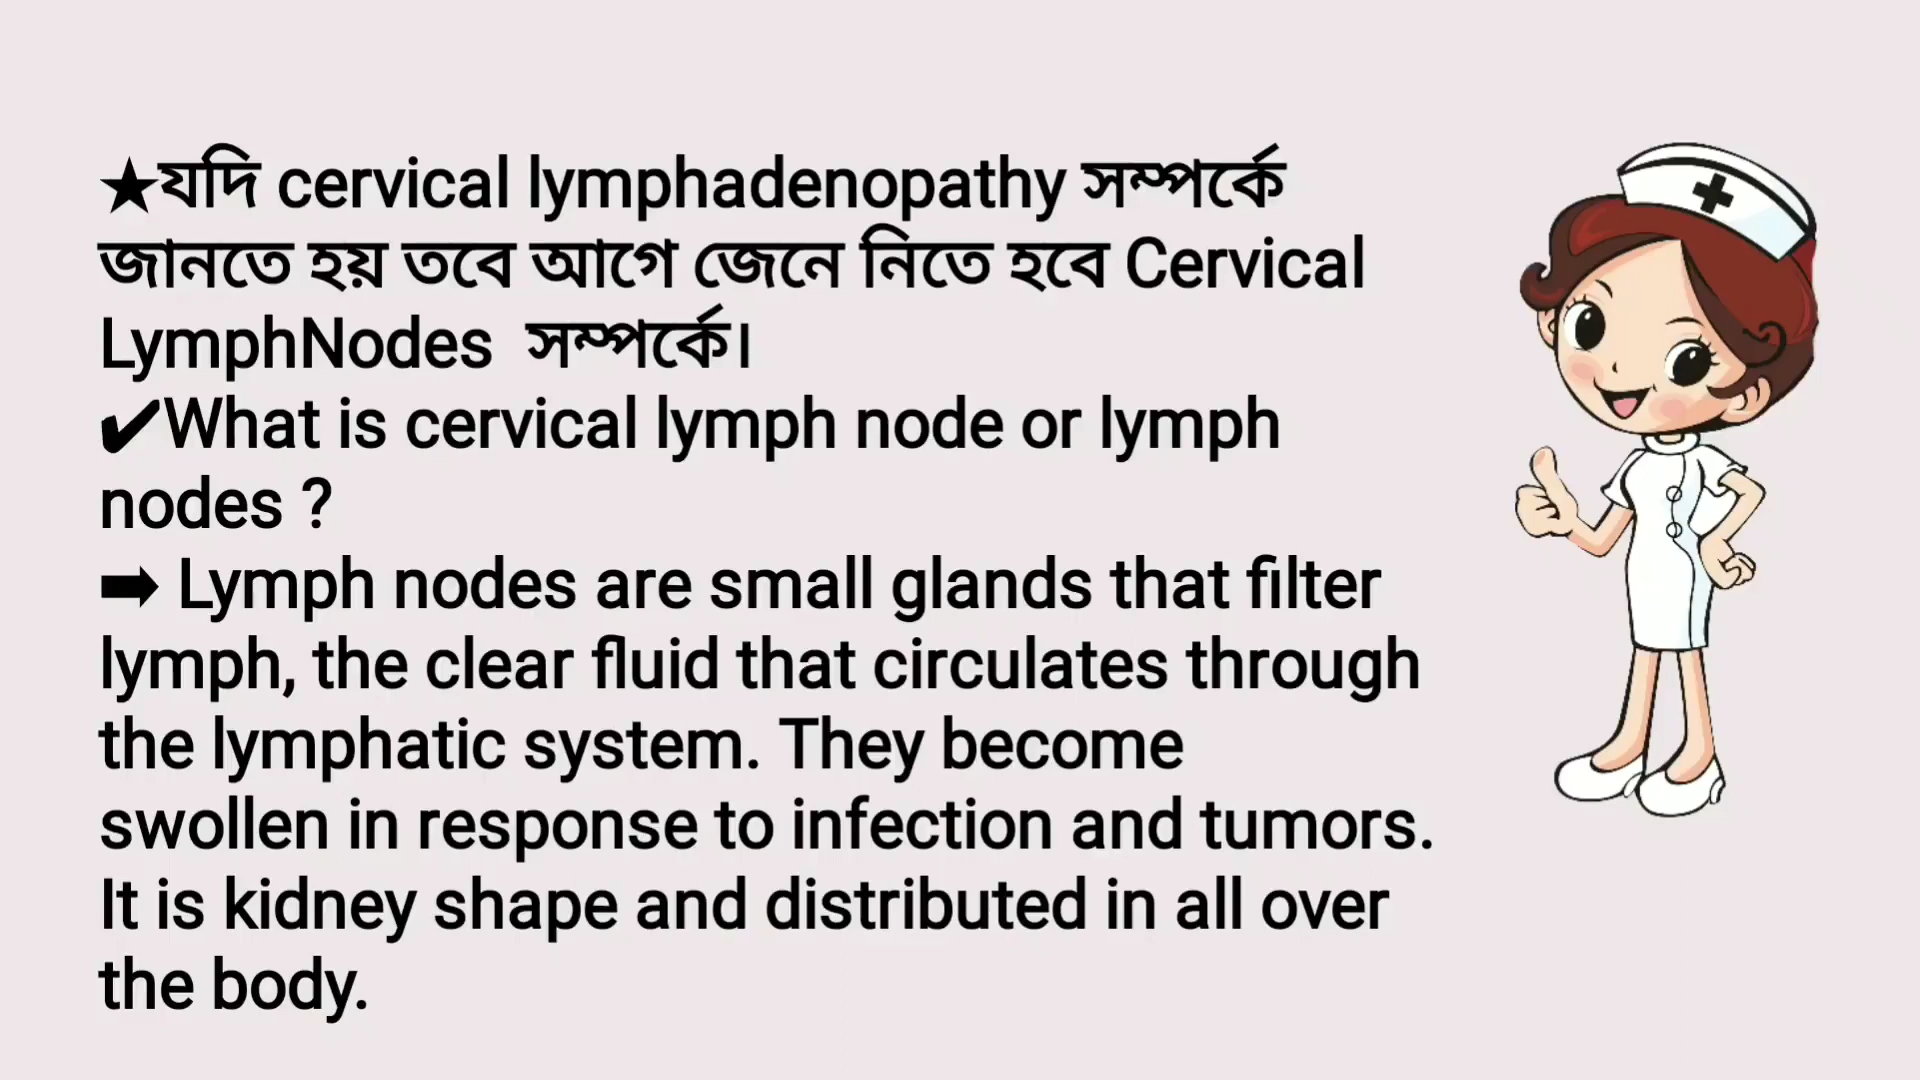 ★যদি cervical lymphadenopathy সম্পর্কে
জানতে হয় তবে আগে জেনে নিতে হবে Cervical
LymphNodes সম্পর্কে।
✔What is cervical lymph node or lymph
nodes ?
➡ Lymph nodes are small glands that filter
lymph, the clear fluid that circulates through
the lymphatic system. They become
swollen in response to infection and tumors.
It is kidney shape and distributed in all over
the body.